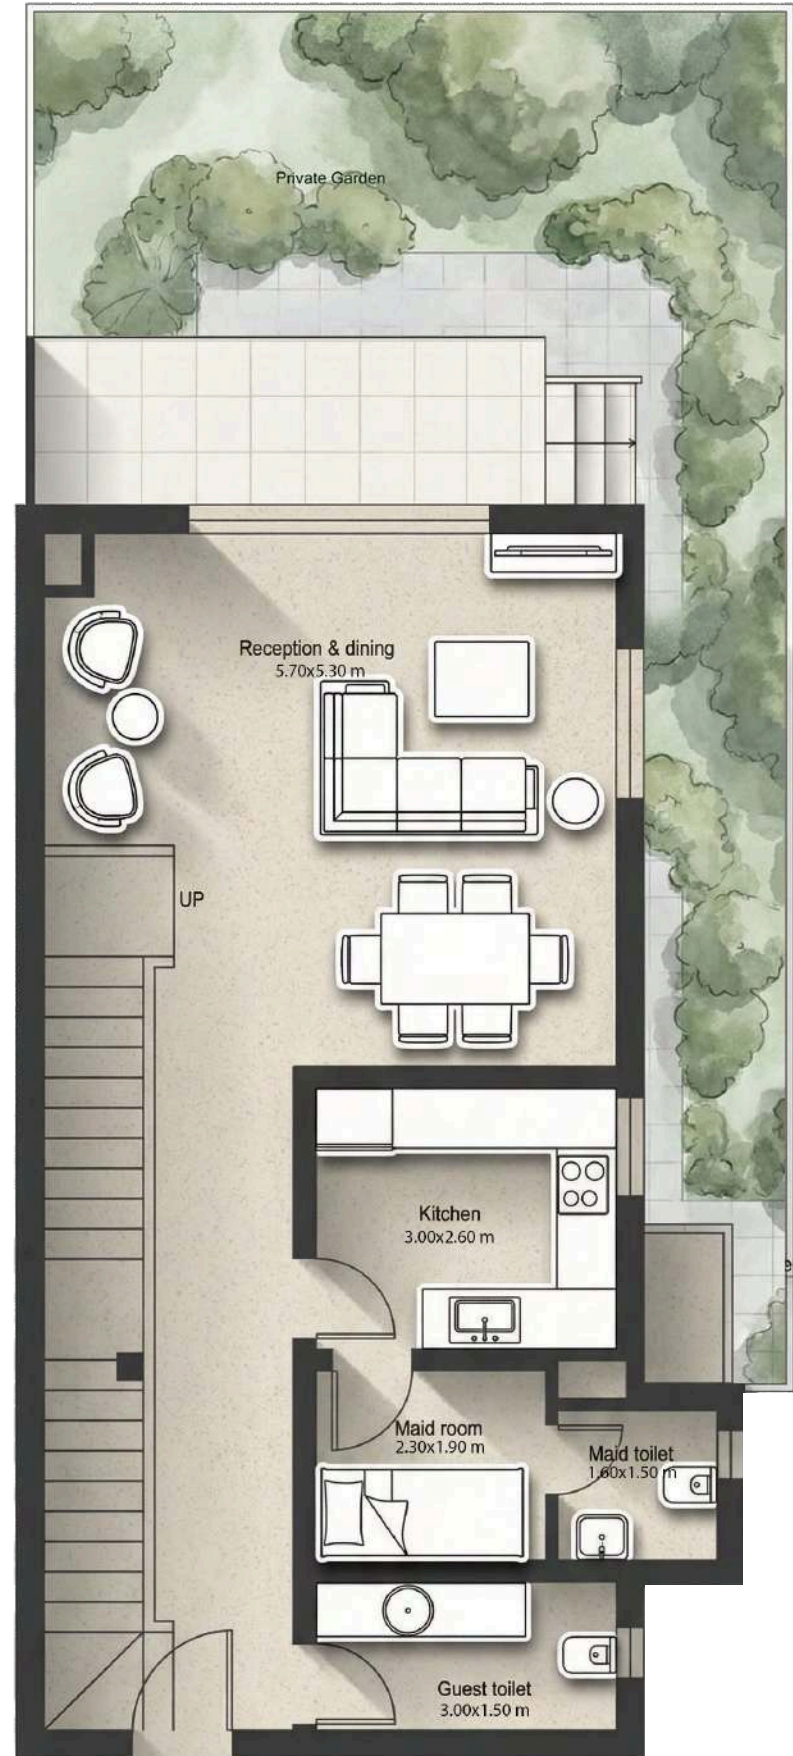 Private Garden
Reception & dining
5.70x5.30 m
UP
Kitchen
3.00x2.60 m
Maid room
2.30x1.90 m
Maid toilet
1.60x1.50 m
Guest toilet
3.00x1.50 m